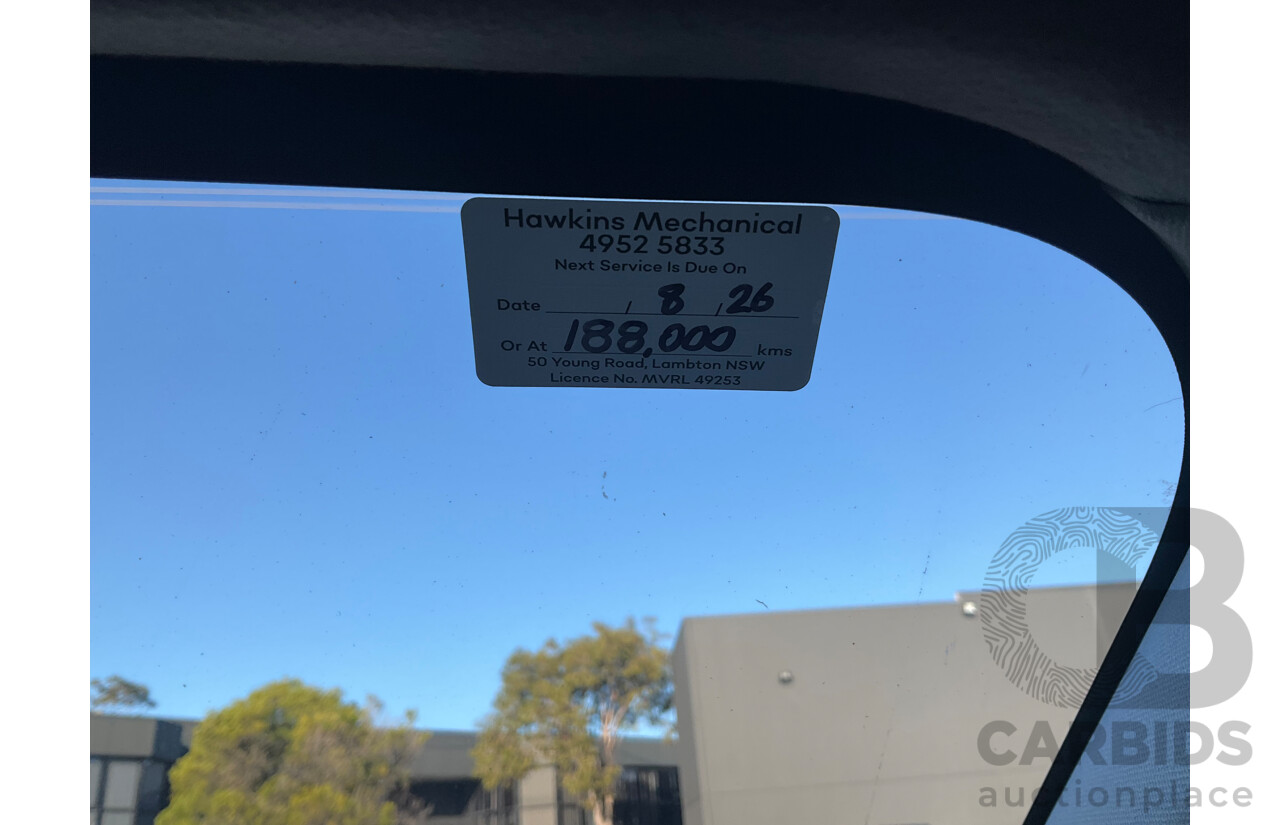 Hawkins Mechanical
4952 5833
Next Service Is Due On
Date / 8 / 26
Or At 188,000 kms
50 Young Road, Lambton NSW
Licence No. MVRL 49253
CB
CARBIDS
auctionplace